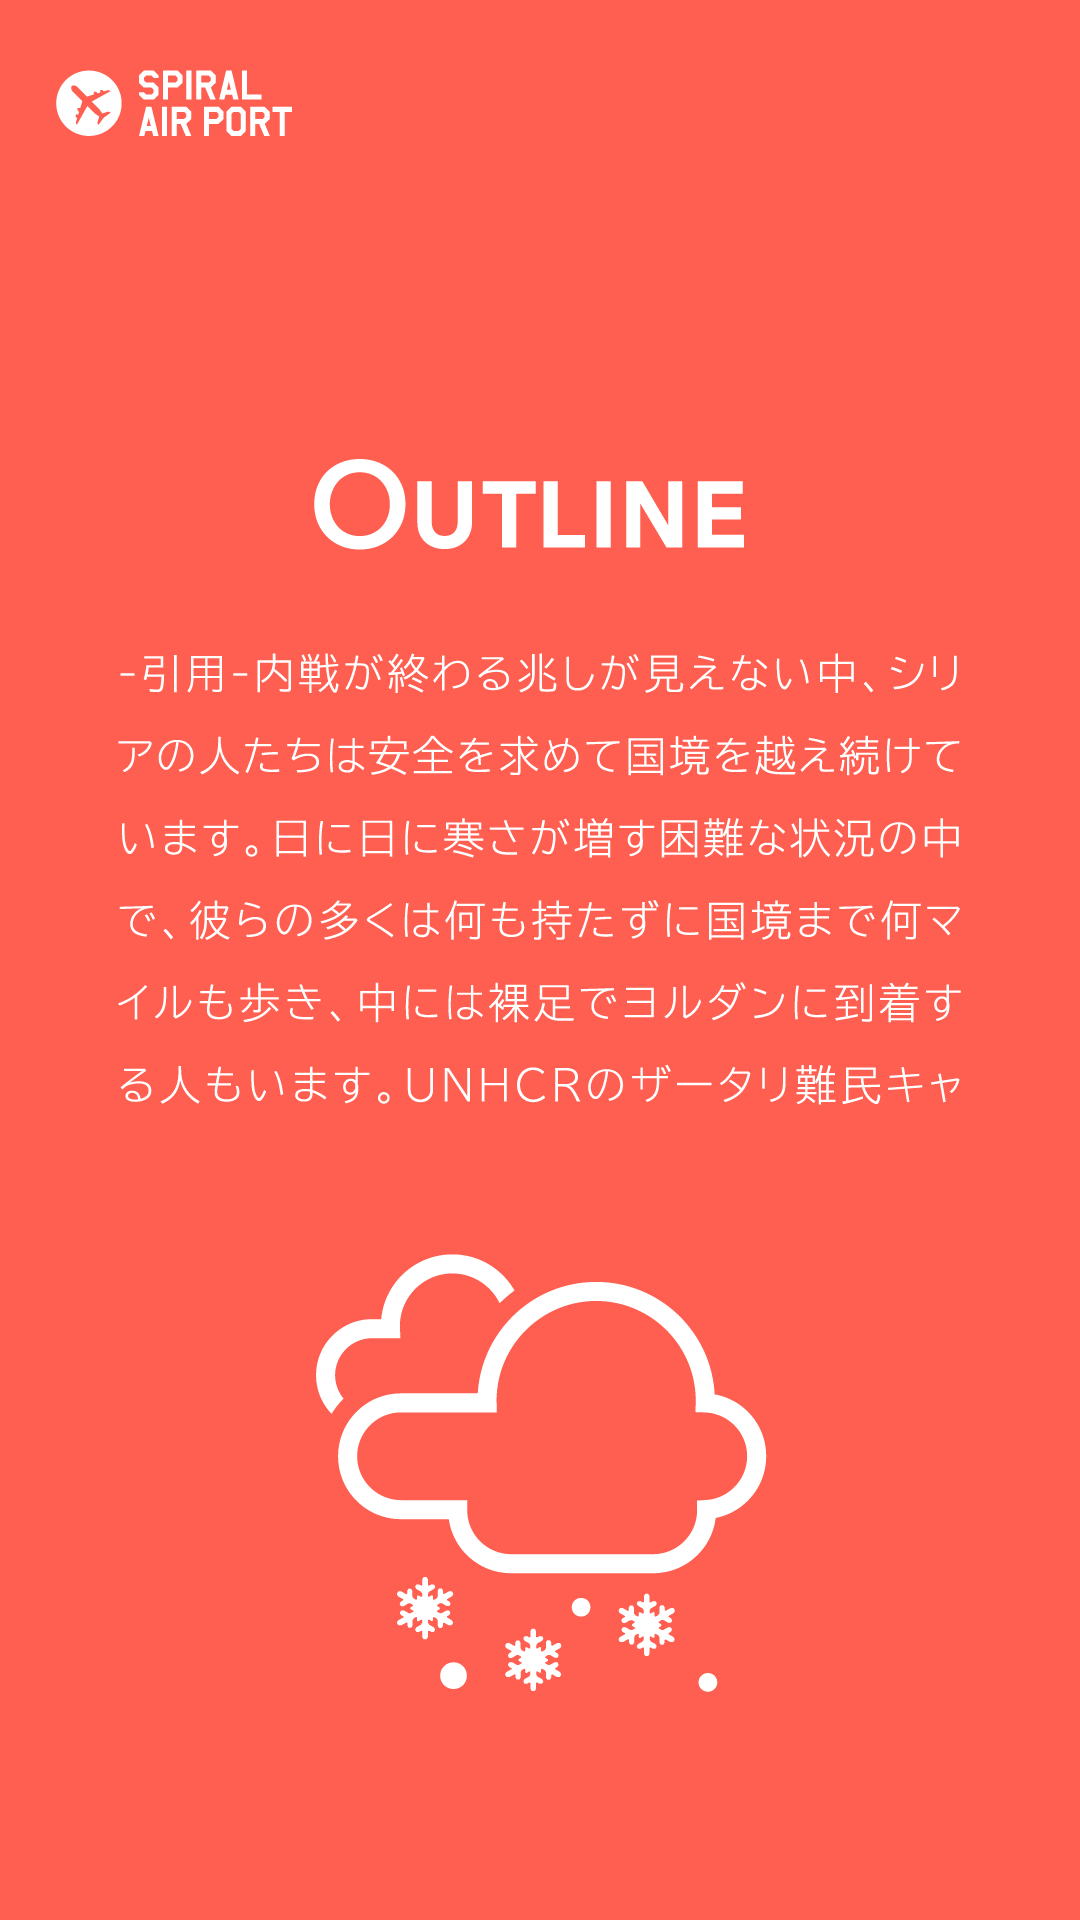 SPIRAL
AIR PORT
OUTLINE
-引用-内戦が終わる兆しが見えない中、シリ
アの人たちは安全を求めて国境を越え続けて
います。日に日に寒さが増す困難な状況の中
で、彼らの多くは何も持たずに国境まで何マ
イルも歩き、中には裸足でヨルダンに到着す
る人もいます。UNHCRのザータリ難民キャ